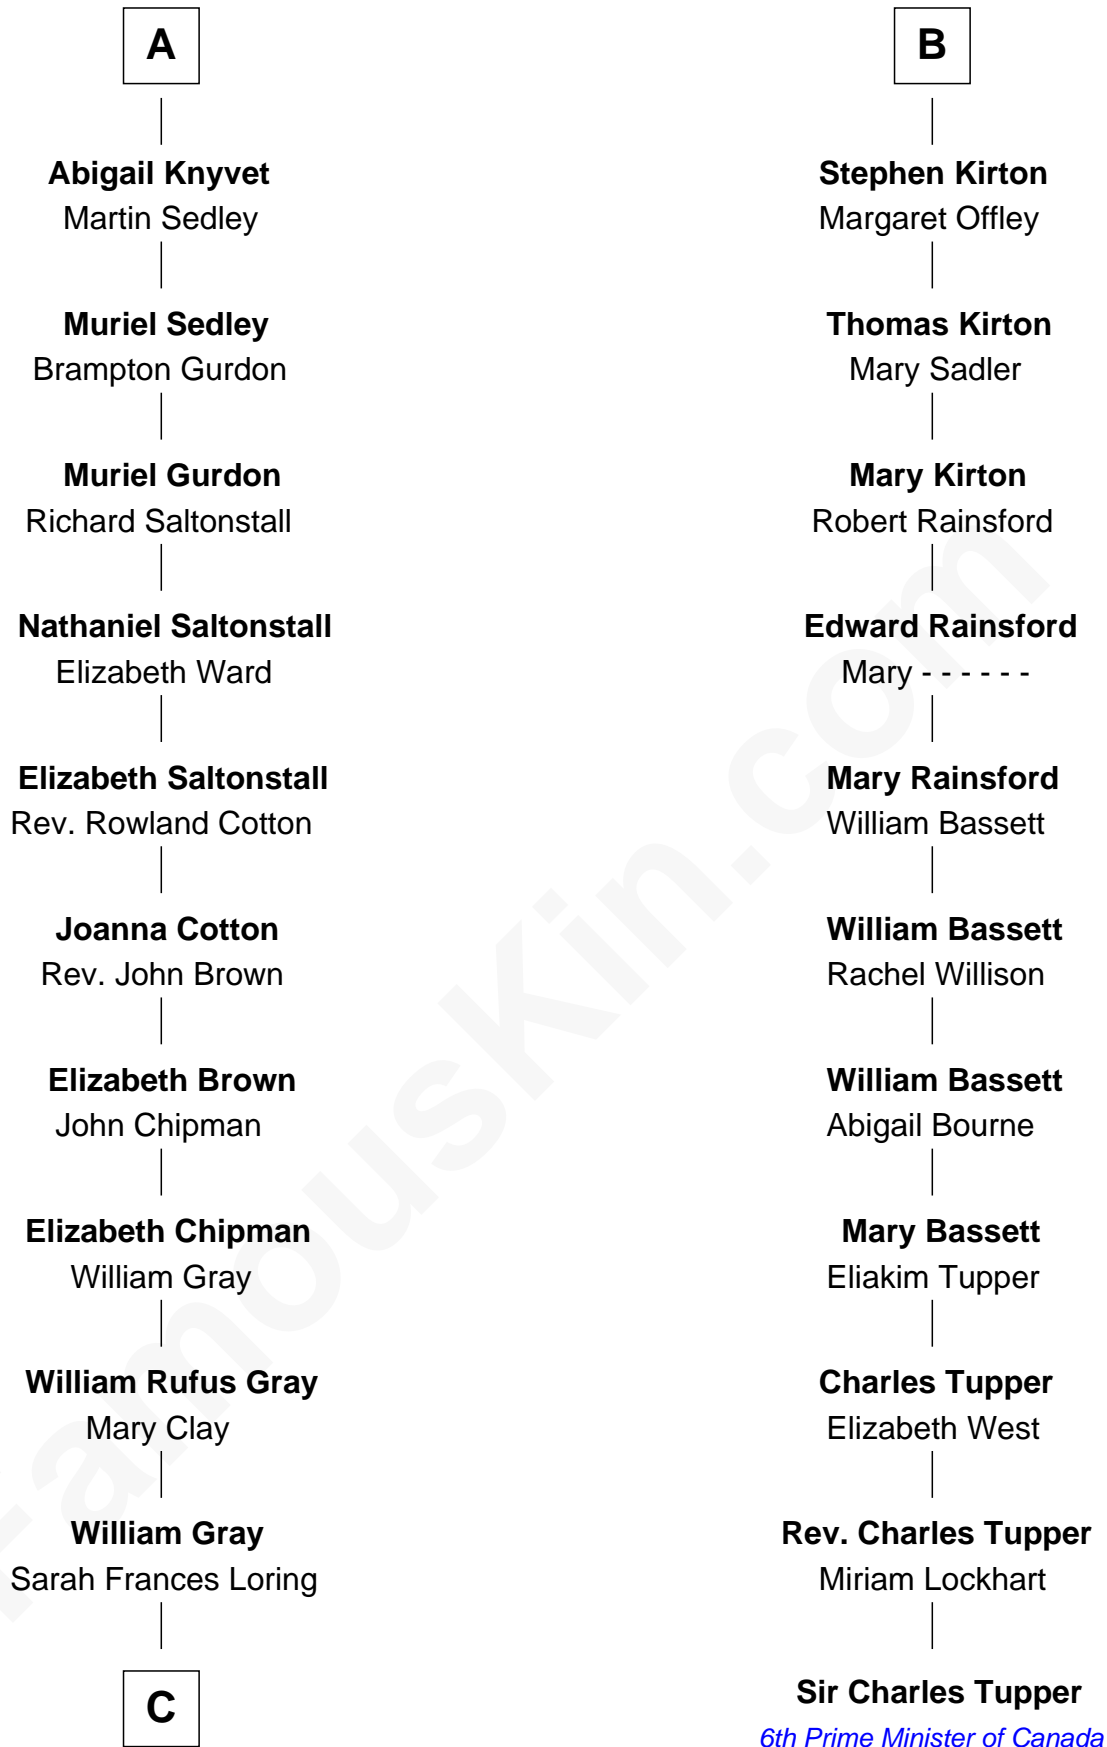 A
Abigail Knyvet
Martin Sedley
Muriel Sedley
Brampton Gurdon
Muriel Gurdon
Richard Saltonstall
Nathaniel Saltonstall
Elizabeth Ward
Elizabeth Saltonstall
Rev. Rowland Cotton
Joanna Cotton
Rev. John Brown
Elizabeth Brown
John Chipman
Elizabeth Chipman
William Gray
William Rufus Gray
Mary Clay
William Gray
Sarah Frances Loring
C
B
Stephen Kirton
Margaret Offley
Thomas Kirton
Mary Sadler
Mary Kirton
Robert Rainsford
Edward Rainsford
Mary - - - - - -
Mary Rainsford
William Bassett
William Bassett
Rachel Willison
William Bassett
Abigail Bourne
Mary Bassett
Eliakim Tupper
Charles Tupper
Elizabeth West
Rev. Charles Tupper
Miriam Lockhart
Sir Charles Tupper
6th Prime Minister of Canada
FamousKin.com